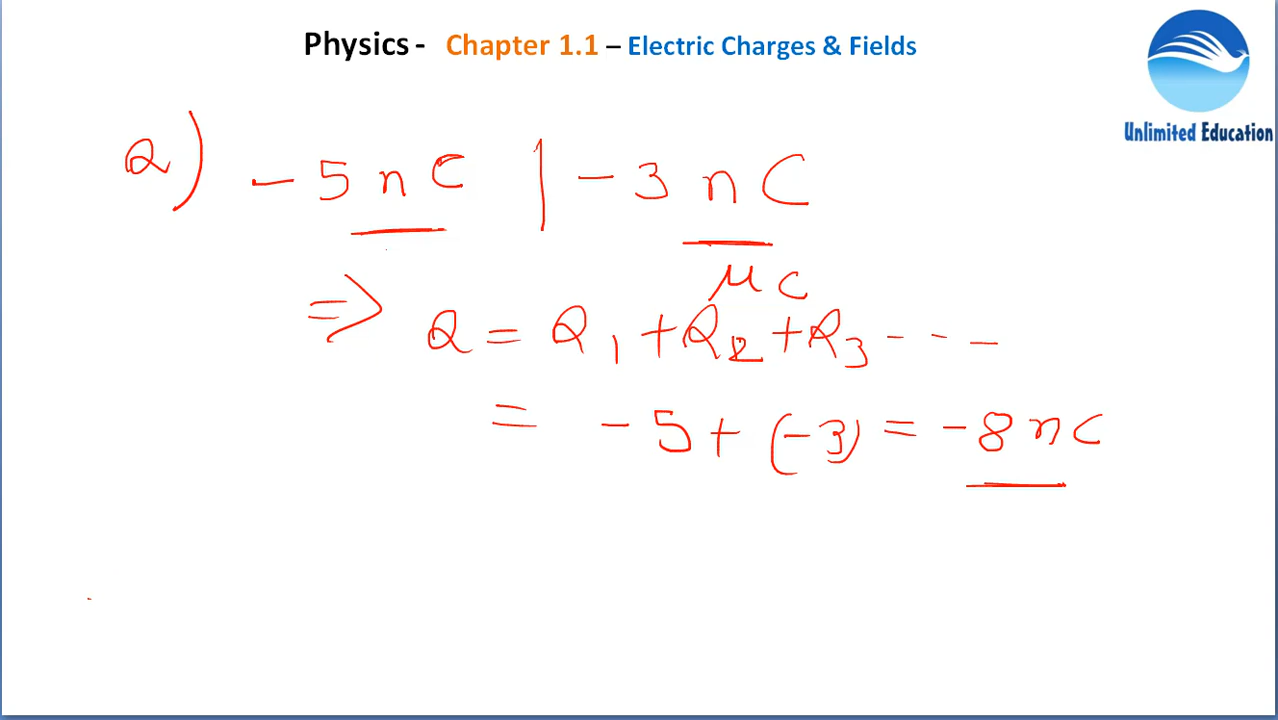 Physics - Chapter 1.1 – Electric Charges & Fields
Unlimited Education
Q) - 5 nC | - 3 nC
μC
=> Q = Q1 + Q2 + Q3 - - -
= - 5 + (-3) = - 8 nC